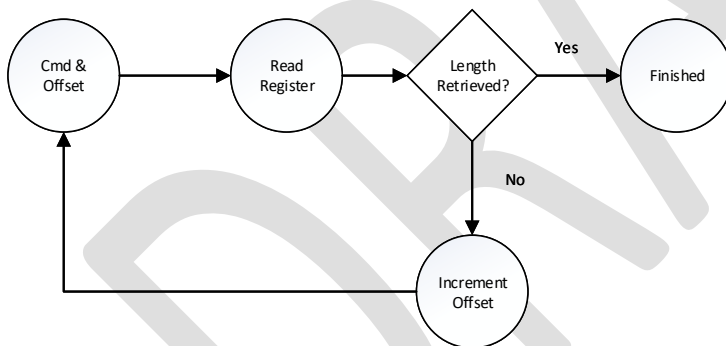 Cmd &
Offset
Read
Register
Length
Retrieved?
Yes
Finished
No
Increment
Offset